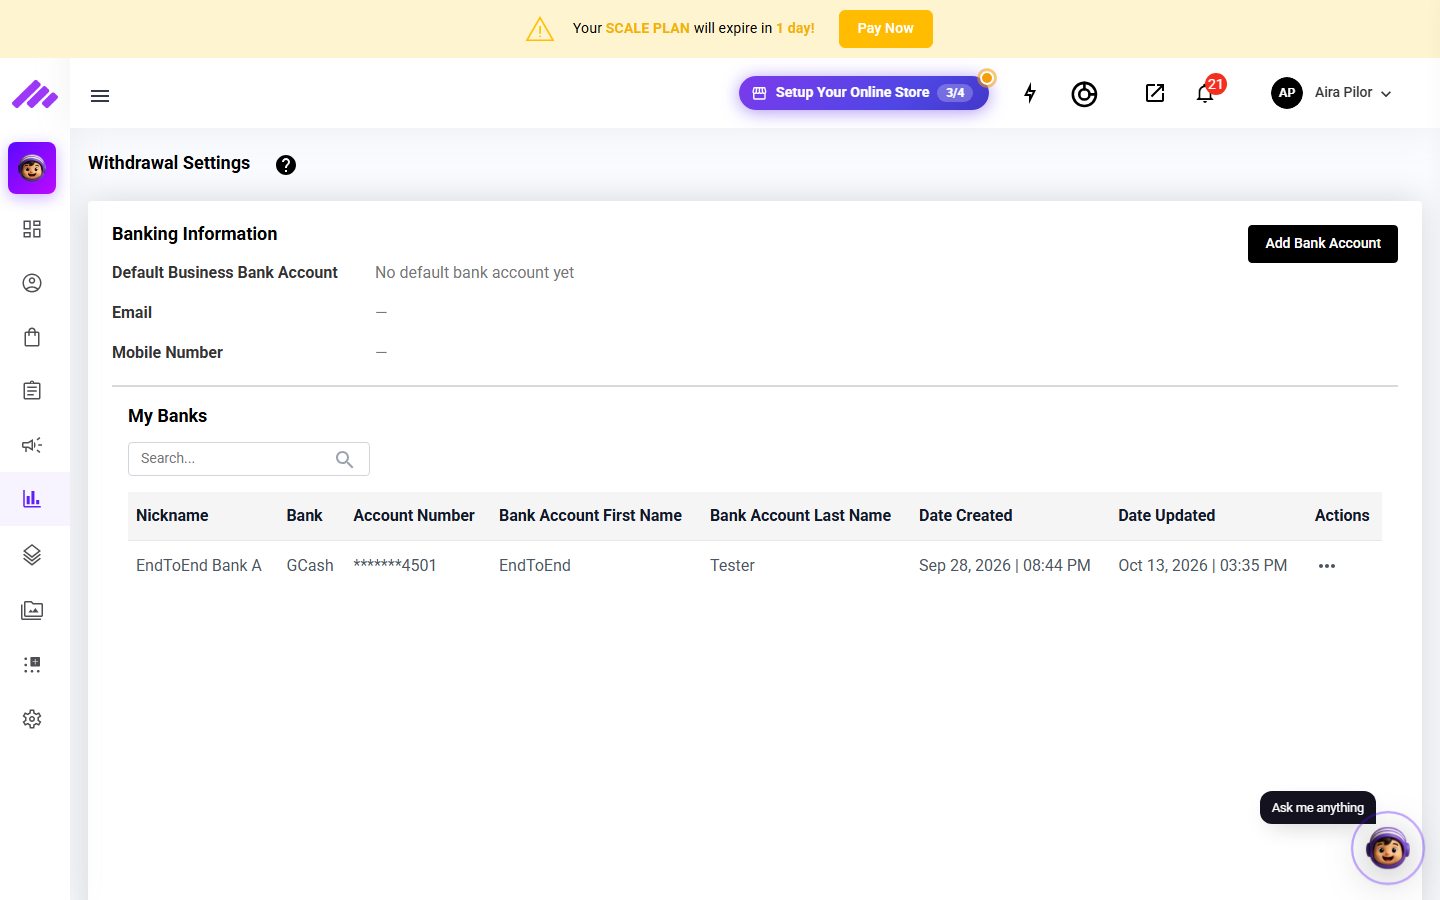 Your SCALE PLAN will expire in 1 day!
Pay Now
Setup Your Online Store 3/4
21
AP
Aira Pilor
Withdrawal Settings
?
Banking Information
Add Bank Account
Default Business Bank Account No default bank account yet
Email —
Mobile Number —
My Banks
Search...
Nickname Bank Account Number Bank Account First Name Bank Account Last Name Date Created Date Updated Actions
EndToEnd Bank A GCash *******4501 EndToEnd Tester Sep 28, 2026 | 08:44 PM Oct 13, 2026 | 03:35 PM
Ask me anything